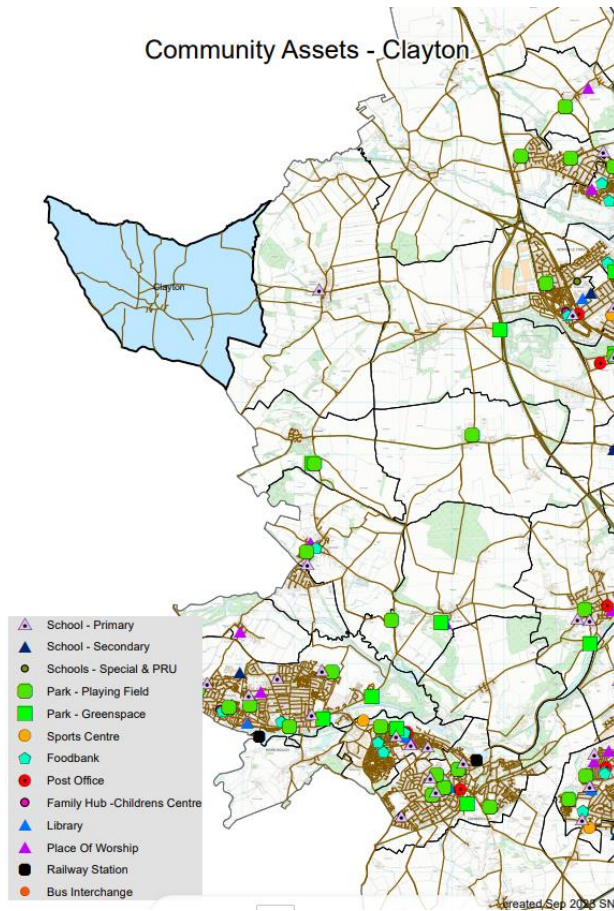 Community Assets - Clayton
Clayton
School - Primary
School - Secondary
Schools - Special & PRU
Park - Playing Field
Park - Greenspace
Sports Centre
Foodbank
Post Office
Family Hub -Childrens Centre
Library
Place Of Worship
Railway Station
Bus Interchange
created Sep 2023 SN